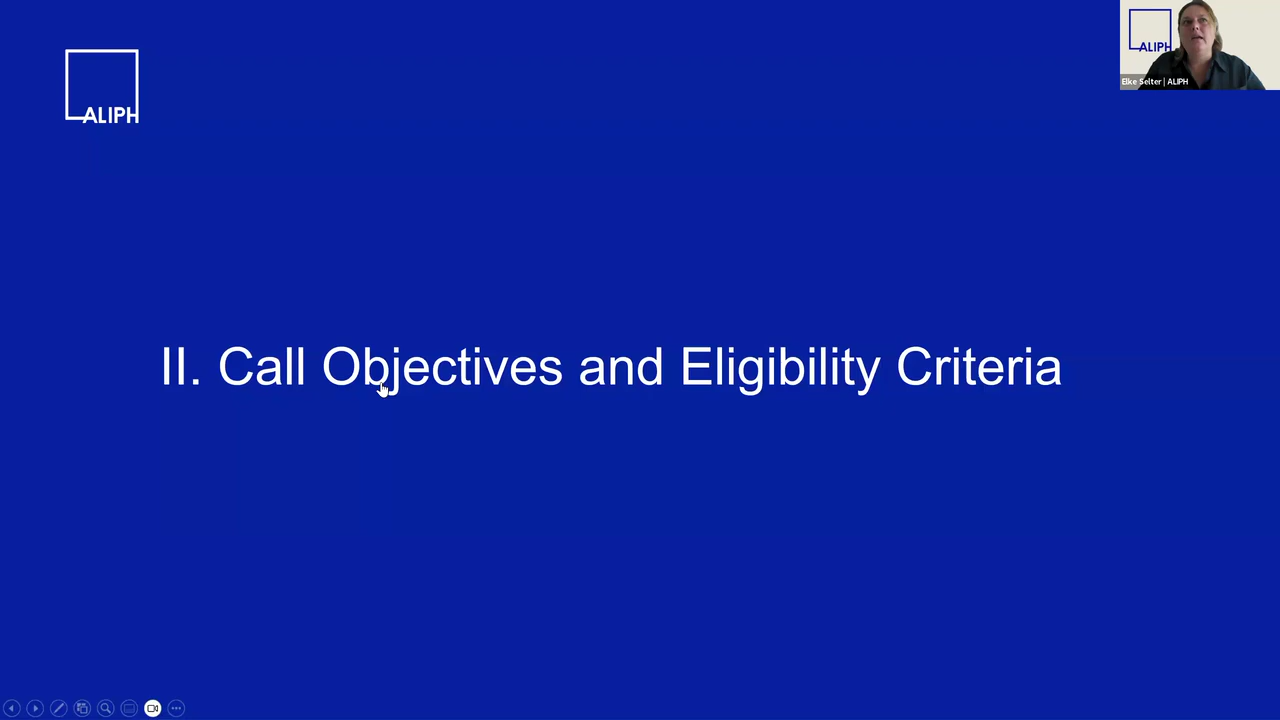 ALIPH
ALIPH
Elke Selter | ALIPH
II. Call Objectives and Eligibility Criteria